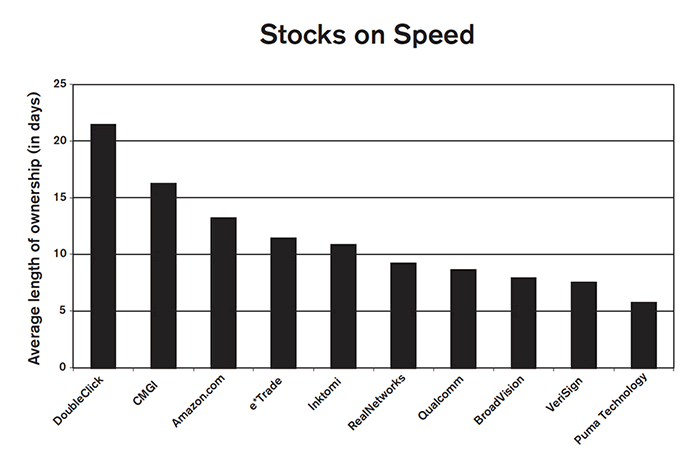 Stocks on Speed
Average length of ownership (in days)
25
20
15
10
5
0
DoubleClick
CMGI
Amazon.com
e*Trade
Inktomi
RealNetworks
Qualcomm
BroadVision
VeriSign
Puma Technology